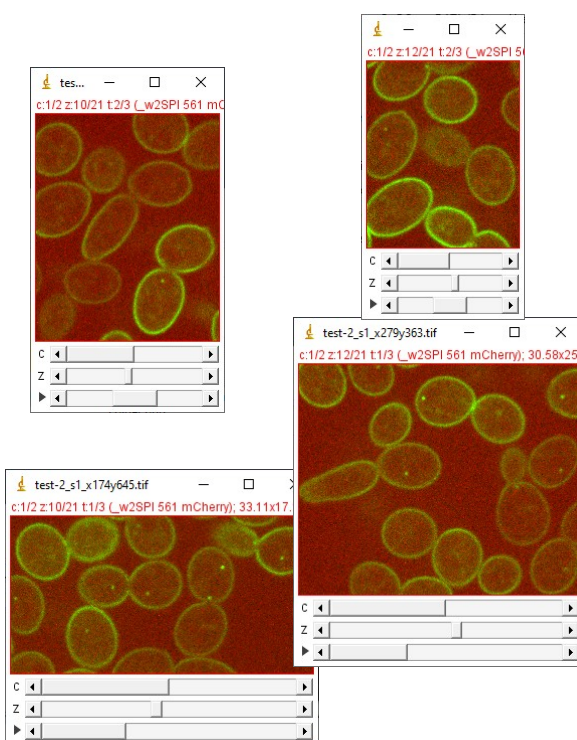 tes...
c:1/2 z:10/21 t:2/3 (_w2SPI 561 mC
c
z
c:1/2 z:12/21 t:2/3 (_w2SPI 5
c
z
test-2_s1_x279y363.tif
c:1/2 z:12/21 t:1/3 (_w2SPI 561 mCherry); 30.58x25
c
z
test-2_s1_x174y645.tif
c:1/2 z:10/21 t:1/3 (_w2SPI 561 mCherry); 33.11x17.
c
z